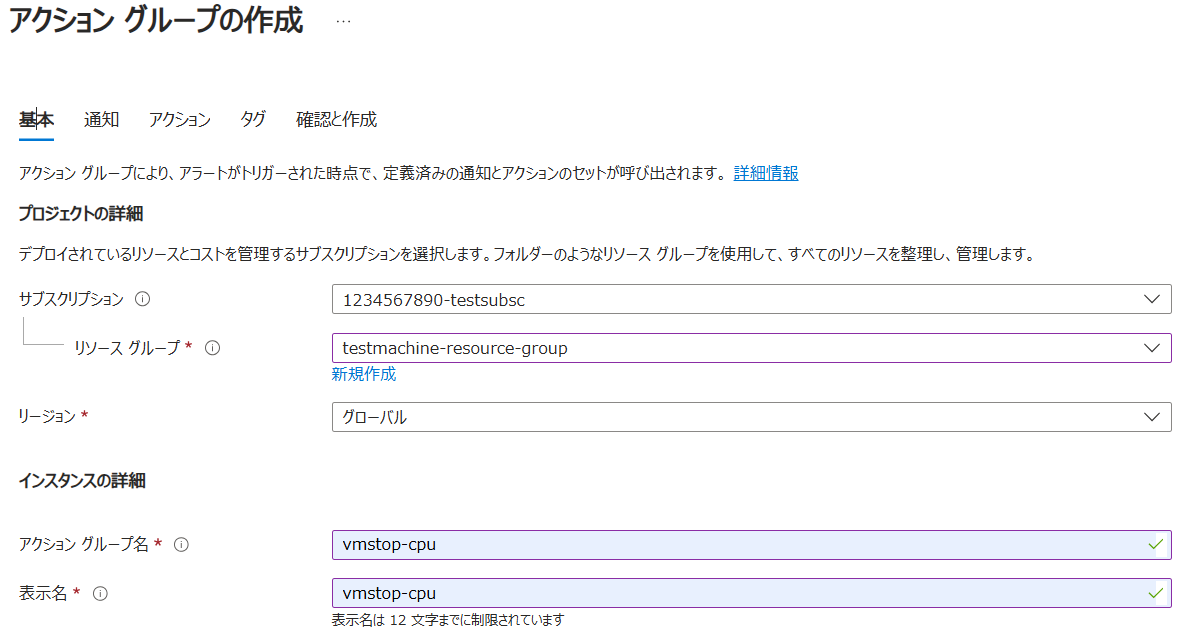 アクション グループの作成 ...
基本 通知 アクション タグ 確認と作成
アクション グループにより、アラートがトリガーされた時点で、定義済みの通知とアクションのセットが呼び出されます。 詳細情報
プロジェクトの詳細
デプロイされているリソースとコストを管理するサブスクリプションを選択します。フォルダーのようなリソース グループを使用して、すべてのリソースを整理し、管理します。
サブスクリプション 1234567890-testsubsc
リソース グループ * testmachine-resource-group
新規作成
リージョン * グローバル
インスタンスの詳細
アクション グループ名 * vmstop-cpu
表示名 * vmstop-cpu
表示名は 12 文字までに制限されています